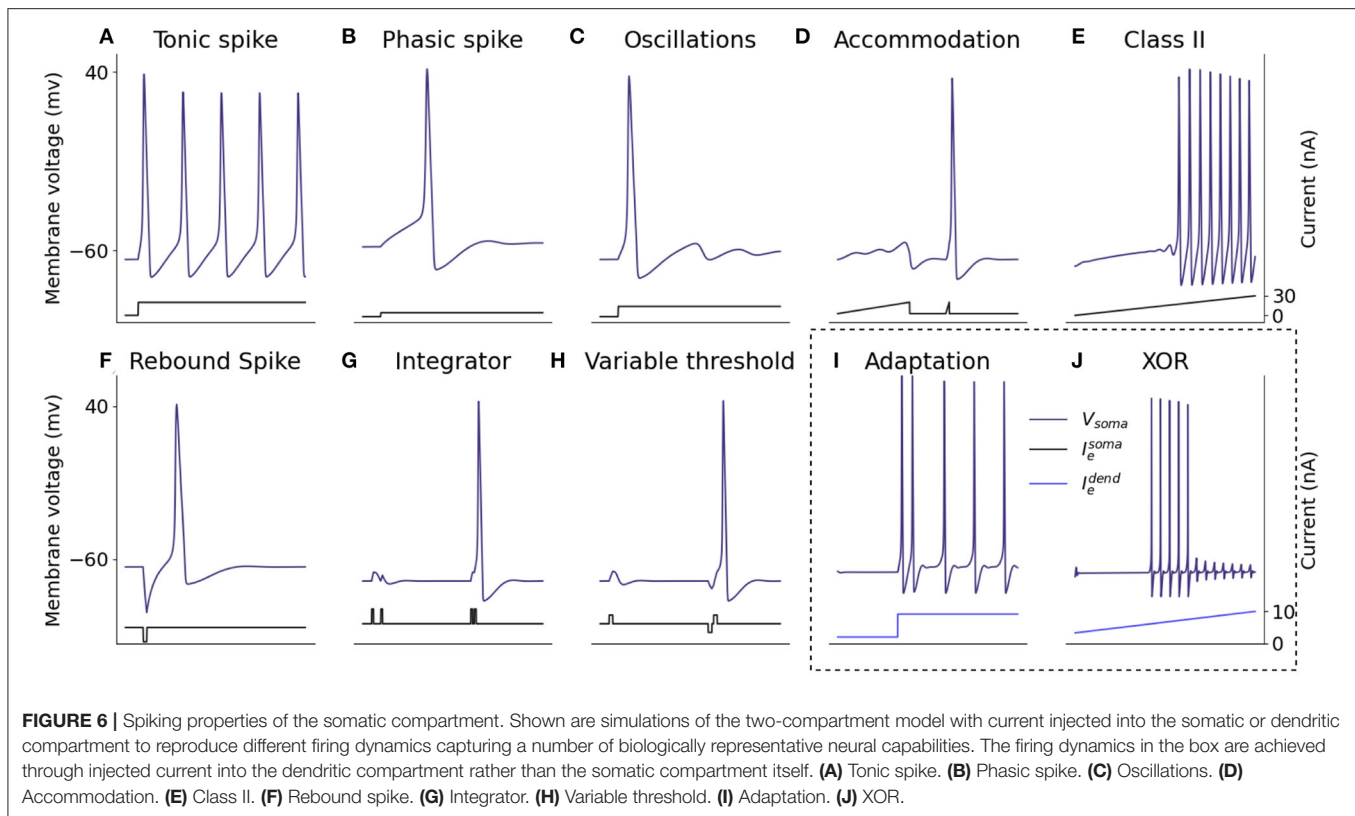 A Tonic spike
B Phasic spike
C Oscillations
D Accommodation
E Class II
Membrane voltage (mv)
40
−60
Current (nA)
30
0
F Rebound Spike
G Integrator
H Variable threshold
I Adaptation
J XOR
Membrane voltage (mv)
40
−60
V_soma
I_e^soma
I_e^dend
Current (nA)
10
0
FIGURE 6 | Spiking properties of the somatic compartment. Shown are simulations of the two-compartment model with current injected into the somatic or dendritic
compartment to reproduce different firing dynamics capturing a number of biologically representative neural capabilities. The firing dynamics in the box are achieved
through injected current into the dendritic compartment rather than the somatic compartment itself. (A) Tonic spike. (B) Phasic spike. (C) Oscillations. (D)
Accommodation. (E) Class II. (F) Rebound spike. (G) Integrator. (H) Variable threshold. (I) Adaptation. (J) XOR.